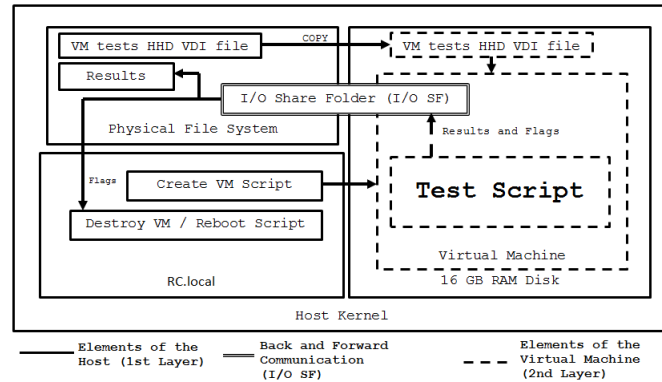 VM tests HHD VDI file
COPY
VM tests HHD VDI file
Results
I/O Share Folder (I/O SF)
Physical File System
Results and Flags
Flags
Create VM Script
Test Script
Destroy VM / Reboot Script
Virtual Machine
RC.local
16 GB RAM Disk
Host Kernel
Elements of the
Host (1st Layer)
Back and Forward
Communication
(I/O SF)
Elements of the
Virtual Machine
(2nd Layer)